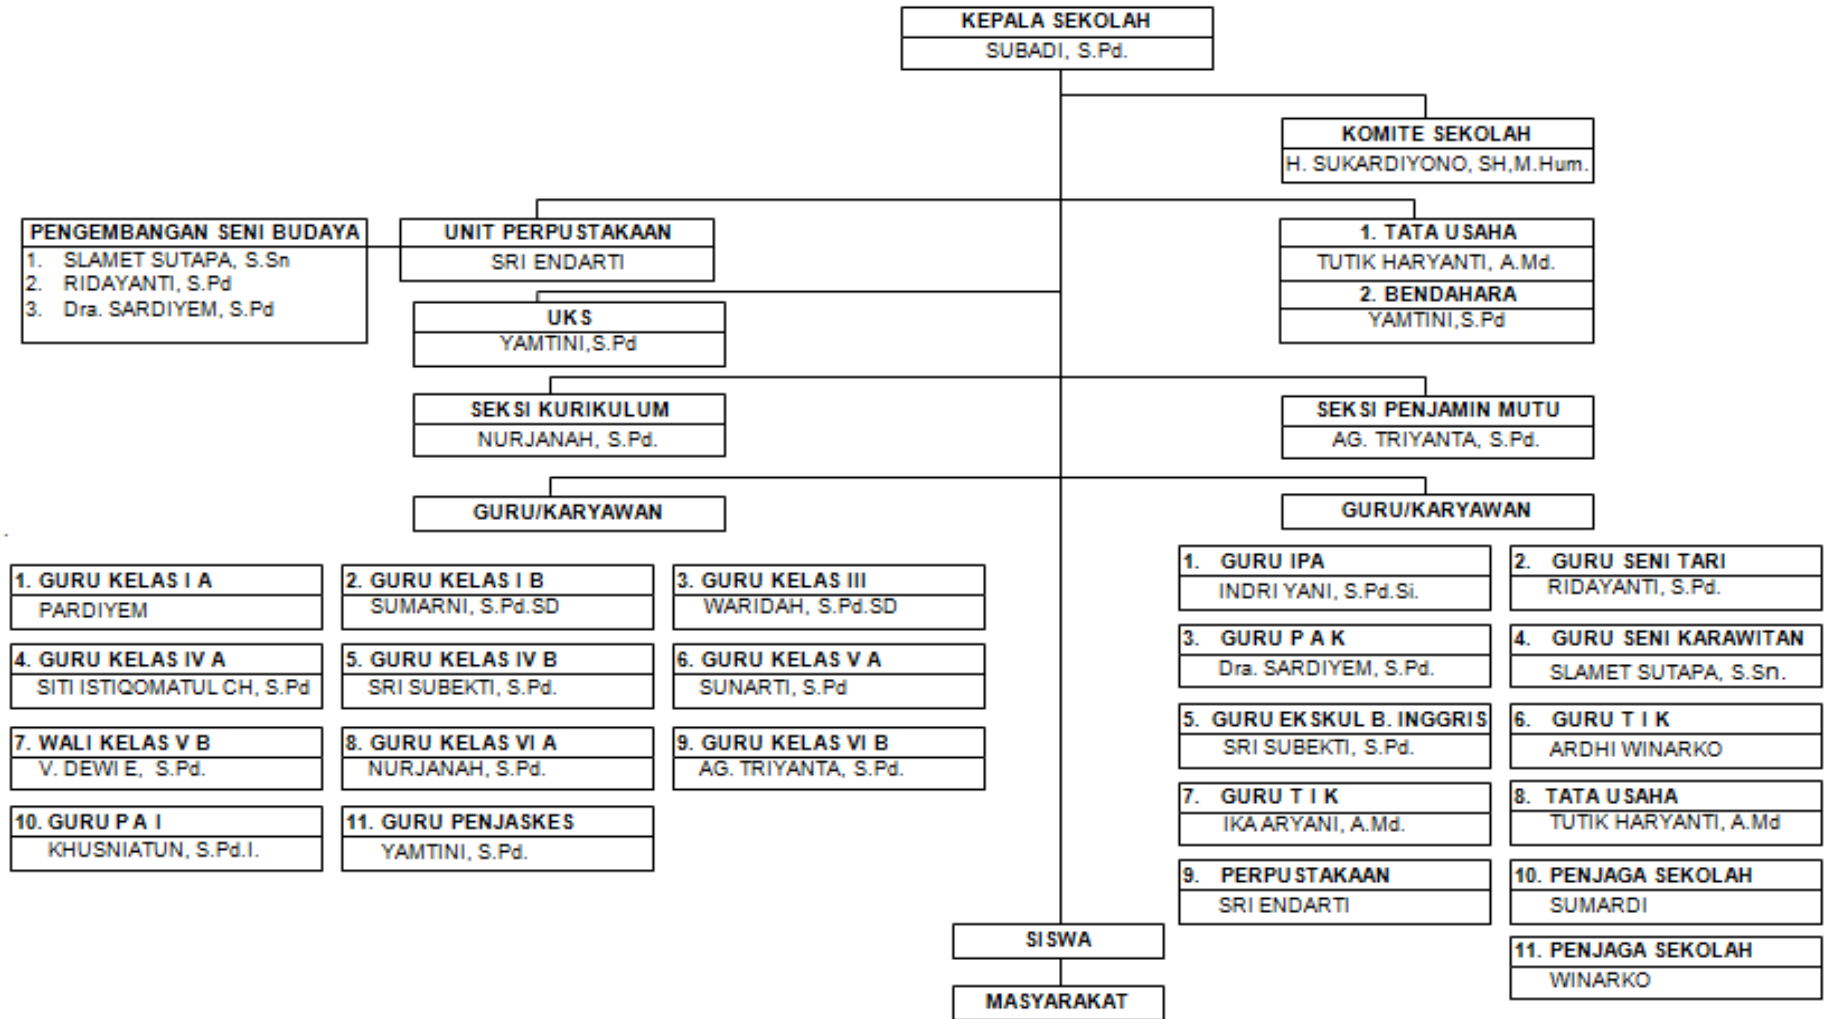 KEPALA SEKOLAH
SUBADI, S.Pd.
KOMITE SEKOLAH
H. SUKARDIYONO, SH,M.Hum.
PENGEMBANGAN SENI BUDAYA
1. SLAMET SUTAPA, S.Sn
2. RIDAYANTI, S.Pd
3. Dra. SARDIYEM, S.Pd
UNIT PERPUSTAKAAN
SRI ENDARTI
1. TATA USAHA
TUTIK HARYANTI, A.Md.
2. BENDAHARA
YAMTINI,S.Pd
UKS
YAMTINI,S.Pd
SEKSI KURIKULUM
NURJANAH, S.Pd.
SEKSI PENJAMIN MUTU
AG. TRIYANTA, S.Pd.
GURU/KARYAWAN
GURU/KARYAWAN
1. GURU KELAS I A
PARDIYEM
2. GURU KELAS I B
SUMARNI, S.Pd.SD
3. GURU KELAS III
WARIDAH, S.Pd.SD
4. GURU KELAS IV A
SITI ISTIQOMATUL CH, S.Pd
5. GURU KELAS IV B
SRI SUBEKTI, S.Pd.
6. GURU KELAS V A
SUNARTI, S.Pd
7. WALI KELAS V B
V. DEWI E, S.Pd.
8. GURU KELAS VI A
NURJANAH, S.Pd.
9. GURU KELAS VI B
AG. TRIYANTA, S.Pd.
10. GURU P A I
KHUSNIATUN, S.Pd.I.
11. GURU PENJASKES
YAMTINI, S.Pd.
1. GURU IPA
INDRI YANI, S.Pd.Si.
2. GURU SENI TARI
RIDAYANTI, S.Pd.
3. GURU P A K
Dra. SARDIYEM, S.Pd.
4. GURU SENI KARAWITAN
SLAMET SUTAPA, S.Sn.
5. GURU EKSKUL B. INGGRIS
SRI SUBEKTI, S.Pd.
6. GURU T I K
ARDHI WINARKO
7. GURU T I K
IKA ARYANI, A.Md.
8. TATA USAHA
TUTIK HARYANTI, A.Md
9. PERPUSTAKAAN
SRI ENDARTI
10. PENJAGA SEKOLAH
SUMARDI
11. PENJAGA SEKOLAH
WINARKO
SISWA
MASYARAKAT